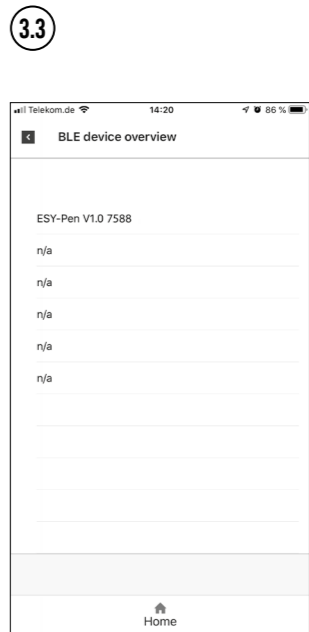 3.3
Telekom.de 14:20 86 %
BLE device overview
ESY-Pen V1.0 7588
n/a
n/a
n/a
n/a
n/a
Home